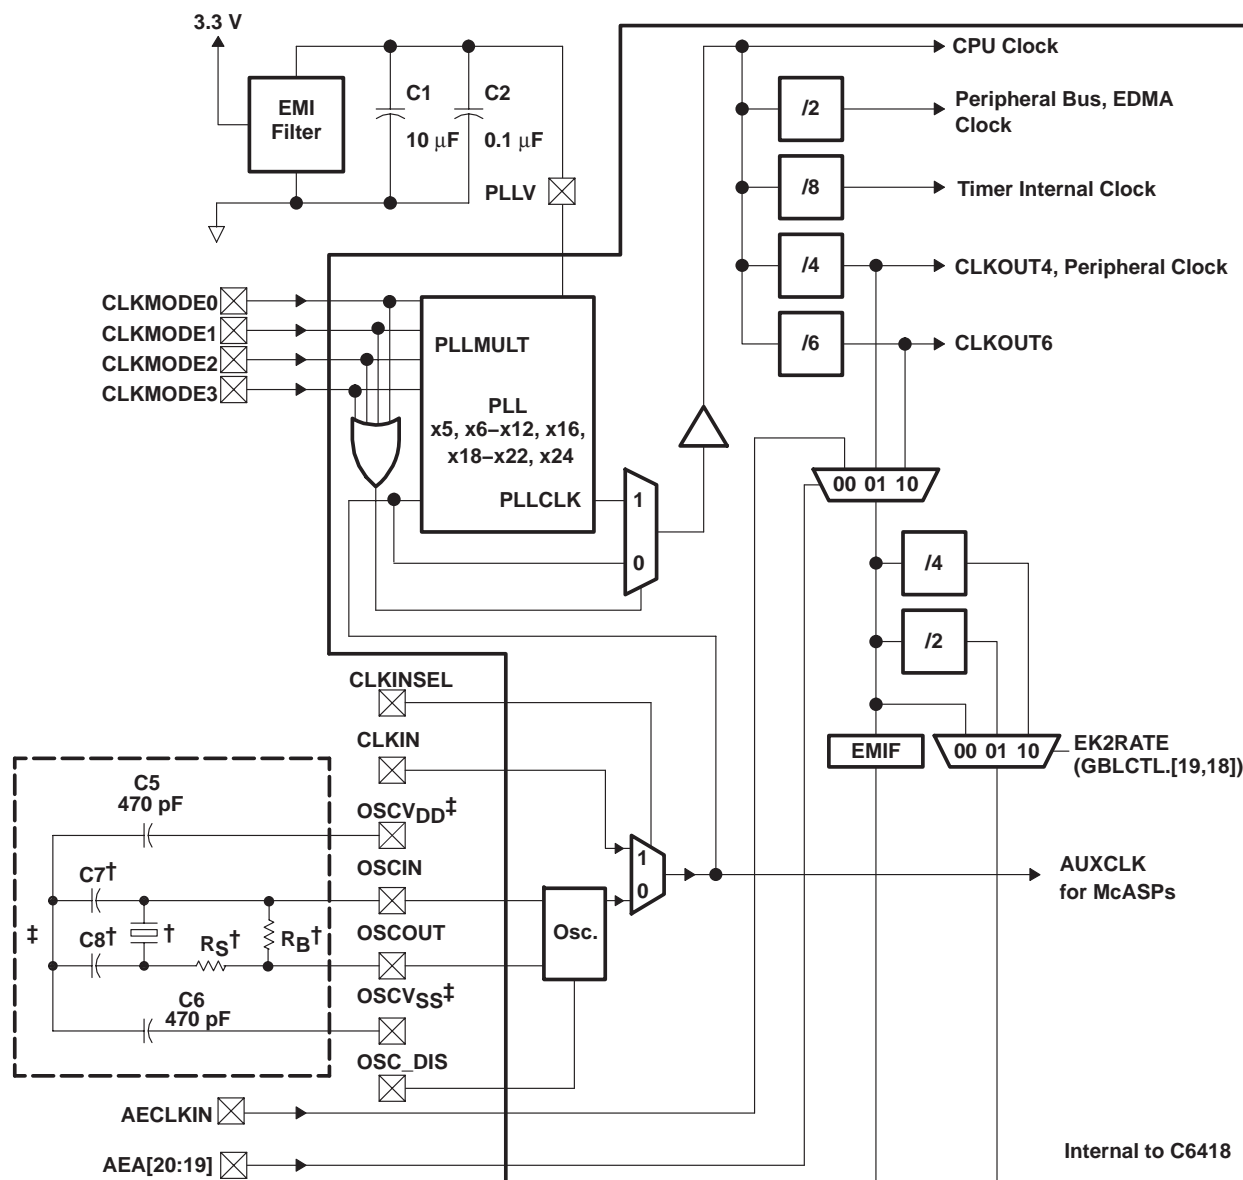 3.3 V
EMI
Filter
C1
10 μF
C2
0.1 μF
PLLV
CPU Clock
/2
Peripheral Bus, EDMA
Clock
/8
Timer Internal Clock
/4
CLKOUT4, Peripheral Clock
/6
CLKOUT6
CLKMODE0
CLKMODE1
CLKMODE2
CLKMODE3
PLLMULT
PLL
x5, x6–x12, x16,
x18–x22, x24
PLLCLK
1
0
00 01 10
/4
/2
EMIF
00 01 10
EK2RATE
(GBLCTL.[19,18])
CLKINSEL
CLKIN
C5
470 pF
OSCVDD‡
OSCIN
C7†
‡
C8†
†
RS†
RB†
OSCOUT
Osc.
1
0
AUXCLK
for McASPs
C6
470 pF
OSCVSS‡
OSC_DIS
AECLKIN
AEA[20:19]
Internal to C6418